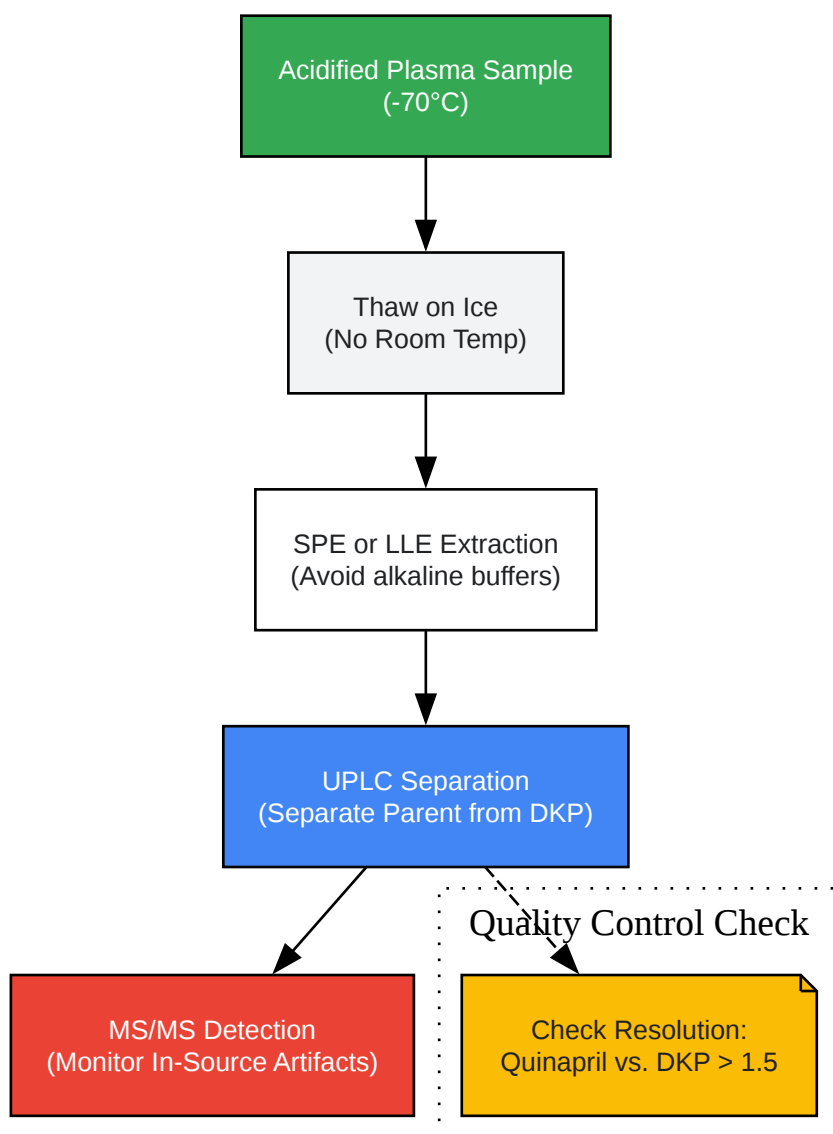 Acidified Plasma Sample
(-70°C)
Thaw on Ice
(No Room Temp)
SPE or LLE Extraction
(Avoid alkaline buffers)
UPLC Separation
(Separate Parent from DKP)
Quality Control Check
MS/MS Detection
(Monitor In-Source Artifacts)
Check Resolution:
Quinapril vs. DKP > 1.5